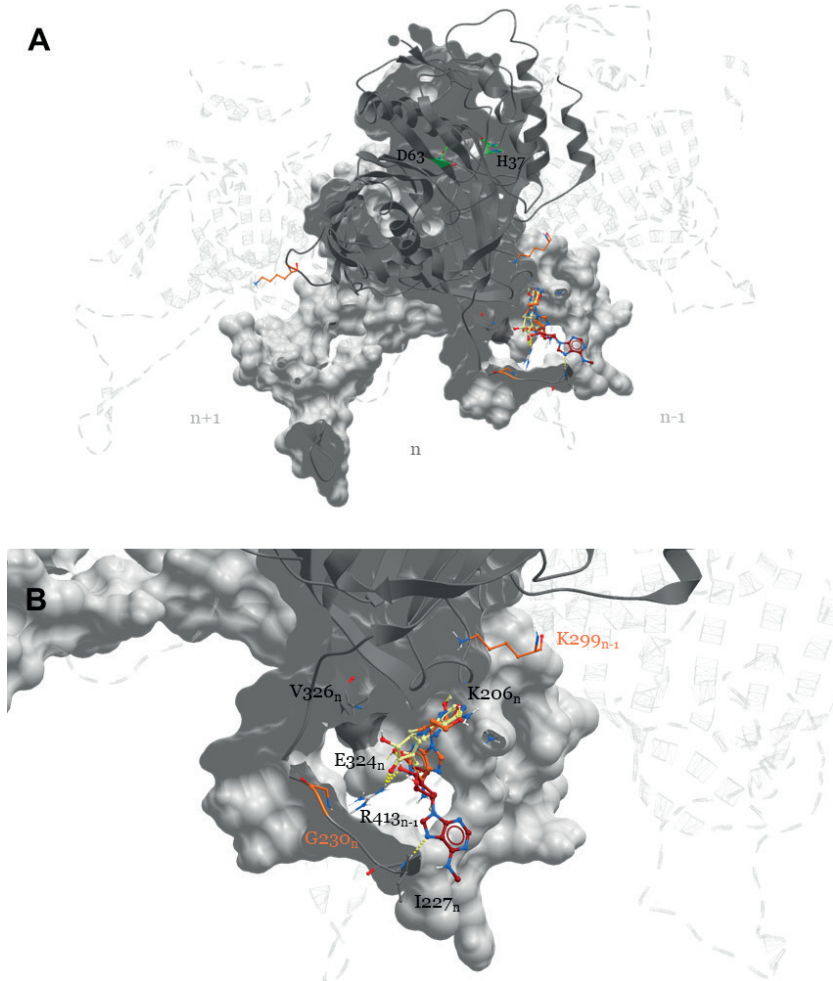 A
D63
H37
n+1
n-1
n
B
K299n-1
V326n
K206n
E324n
R413n-1
G230n
I227n